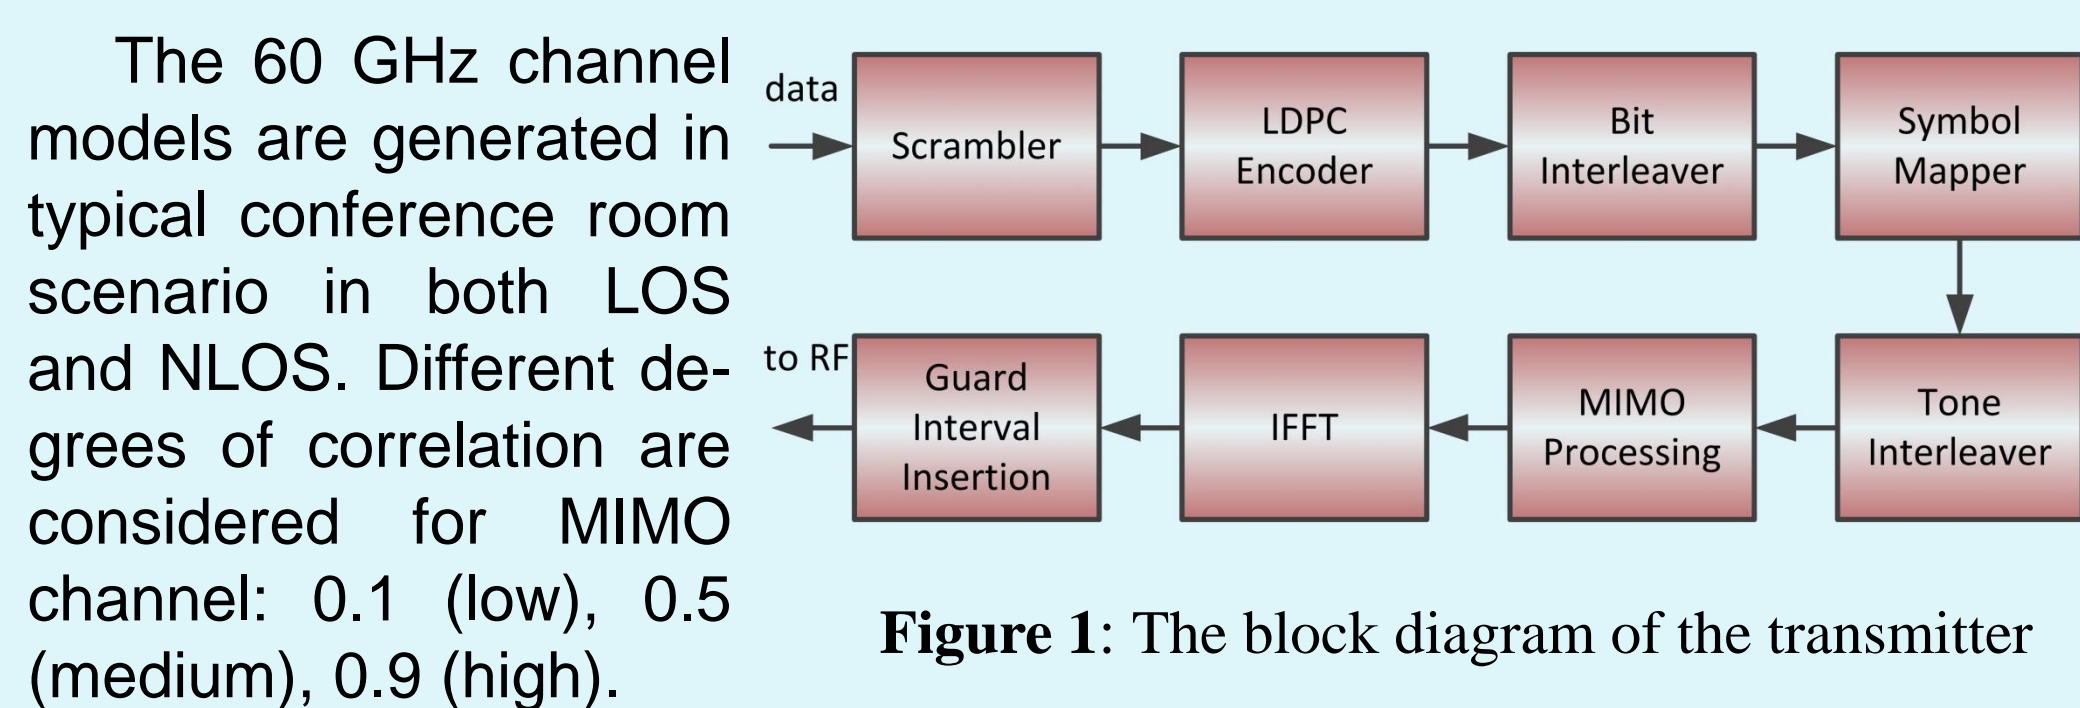 The 60 GHz channel
models are generated in
typical conference room
scenario in both LOS
and NLOS. Different de-
grees of correlation are
considered for MIMO
channel: 0.1 (low), 0.5
(medium), 0.9 (high).
data
Scrambler
LDPC
Encoder
Bit
Interleaver
Symbol
Mapper
to RF
Guard
Interval
Insertion
IFFT
MIMO
Processing
Tone
Interleaver
Figure 1: The block diagram of the transmitter